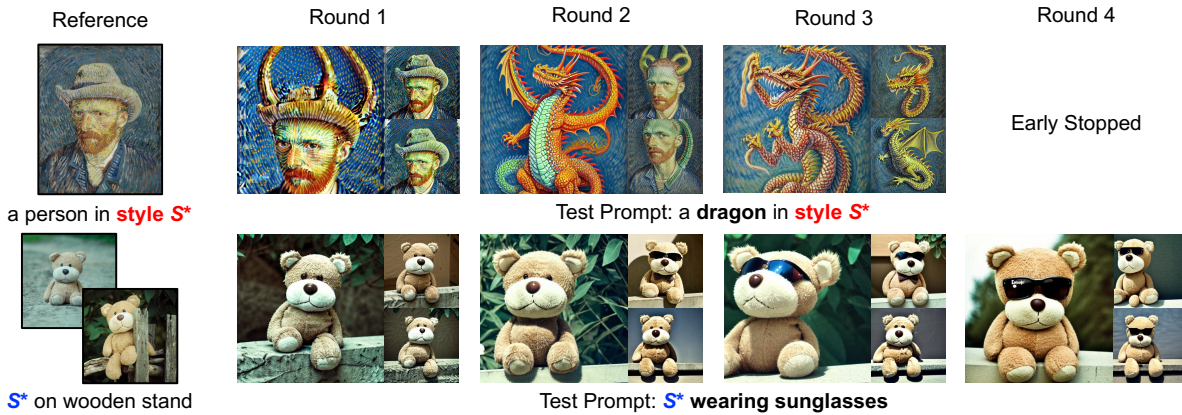 Reference
Round 1
Round 2
Round 3
Round 4
Early Stopped
a person in style S*
Test Prompt: a dragon in style S*
S* on wooden stand
Test Prompt: S* wearing sunglasses